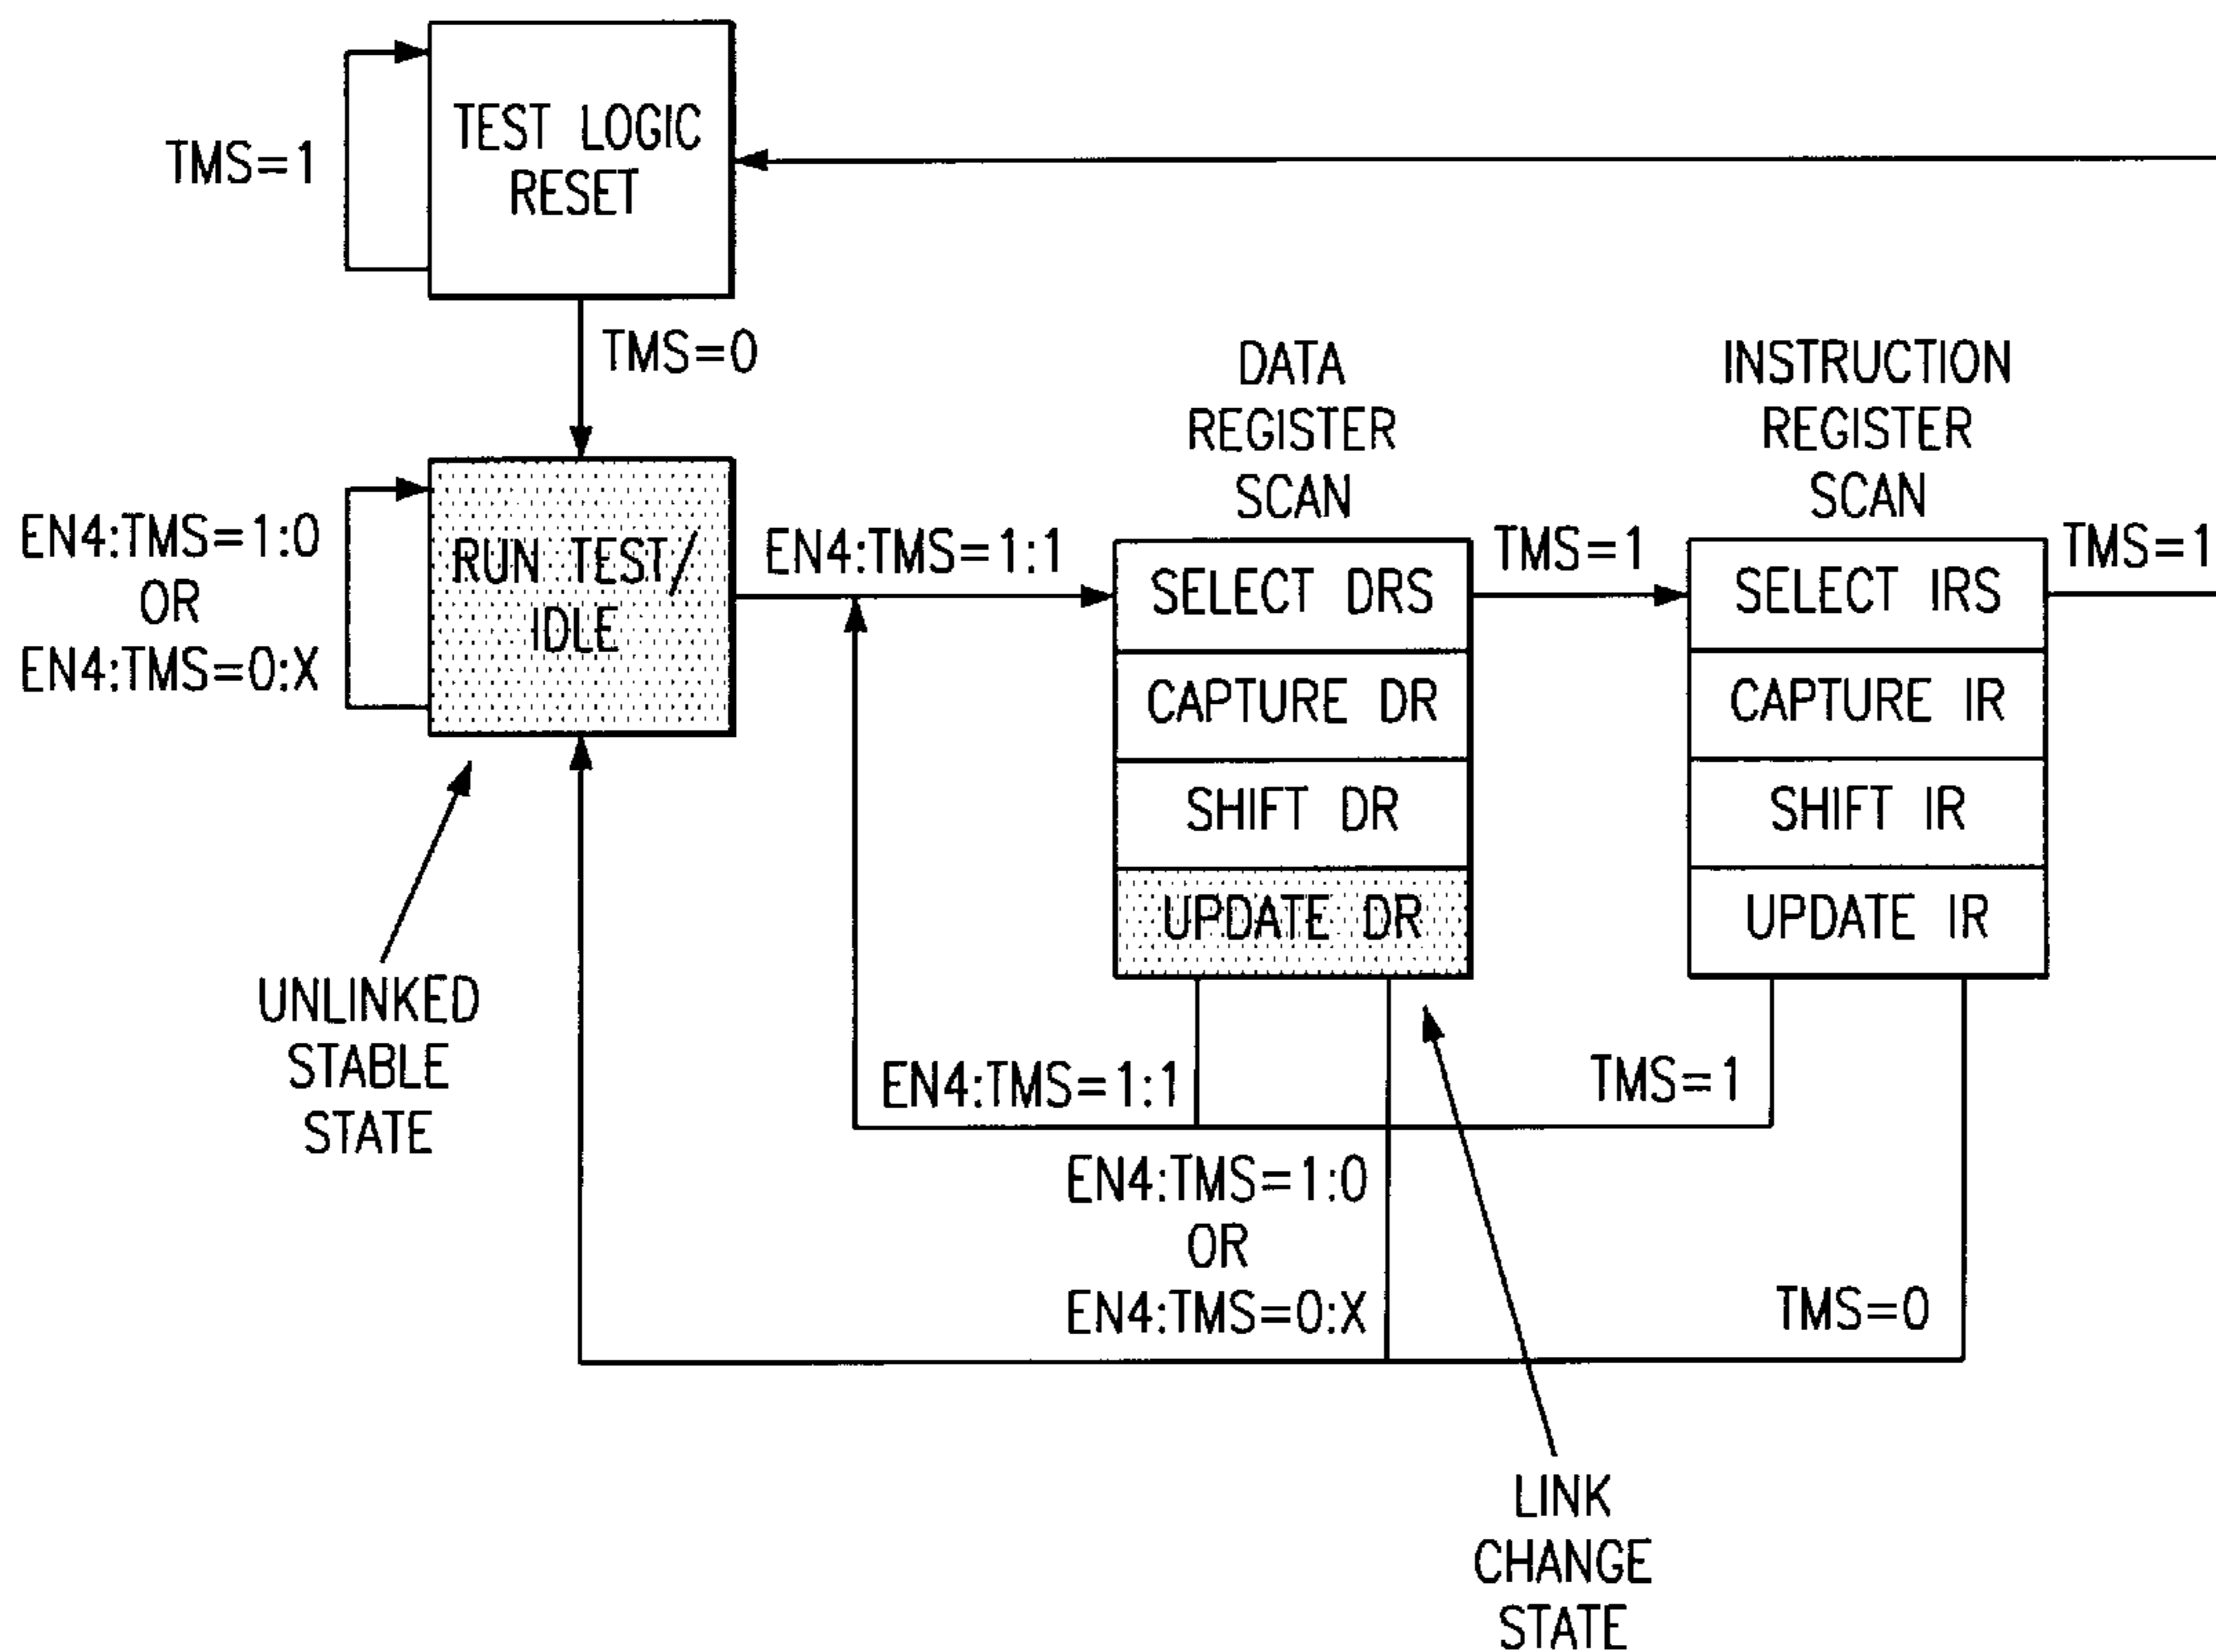 TEST LOGIC
RESET
TMS=1
TMS=0
RUN TEST/
IDLE
EN4:TMS=1:0
OR
EN4:TMS=0:X
EN4:TMS=1:1
UNLINKED
STABLE
STATE
DATA
REGISTER
SCAN
SELECT DRS
CAPTURE DR
SHIFT DR
UPDATE DR
TMS=1
INSTRUCTION
REGISTER
SCAN
SELECT IRS
CAPTURE IR
SHIFT IR
UPDATE IR
TMS=1
EN4:TMS=1:1
TMS=1
EN4:TMS=1:0
OR
EN4:TMS=0:X
TMS=0
LINK
CHANGE
STATE